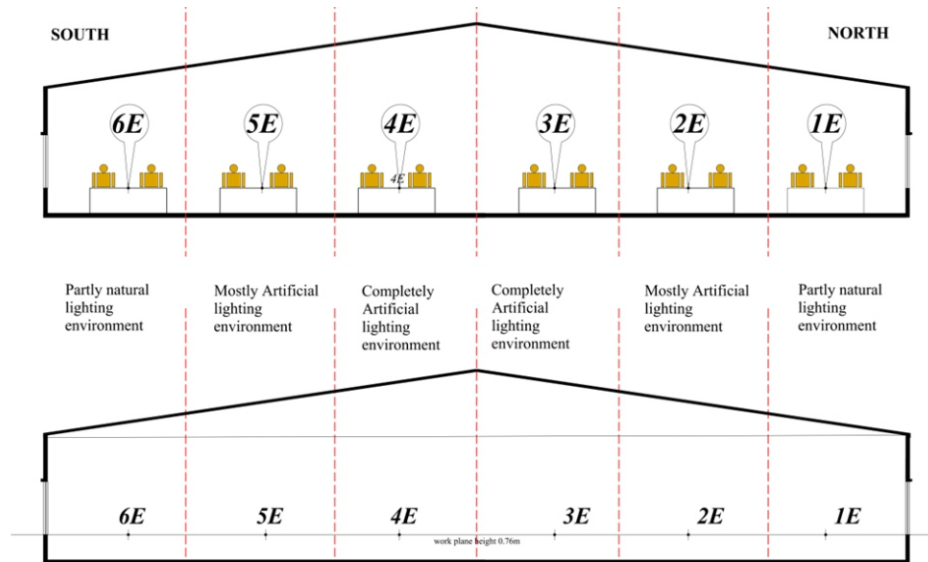 SOUTH
NORTH
6E
5E
4E
3E
2E
1E
4E
Partly natural
lighting
environment
Mostly Artificial
lighting
environment
Completely
Artificial
lighting
environment
Completely
Artificial
lighting
environment
Mostly Artificial
lighting
environment
Partly natural
lighting
environment
6E
5E
4E
3E
2E
1E
work plane height 0.76m